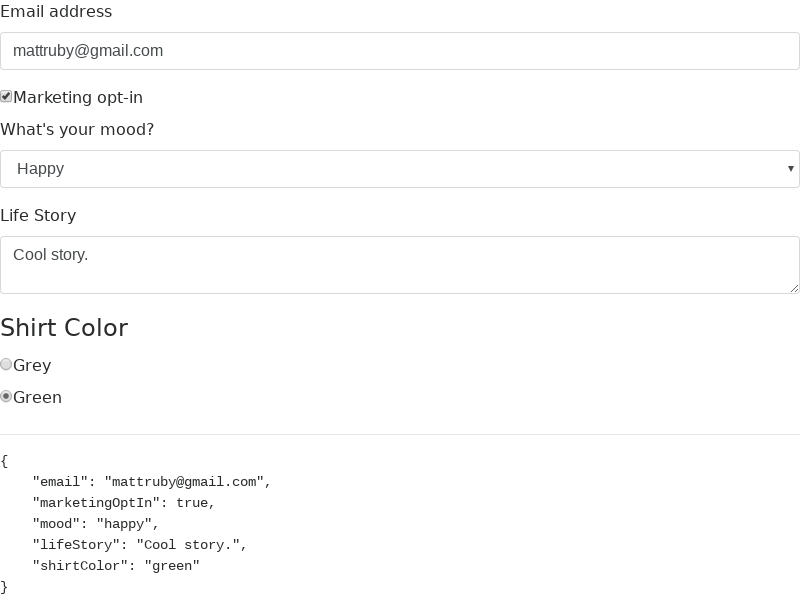 Email address
mattruby@gmail.com
Marketing opt-in
What's your mood?
Happy
Life Story
Cool story.
Shirt Color
Grey
Green
{
    "email": "mattruby@gmail.com",
    "marketingOptIn": true,
    "mood": "happy",
    "lifeStory": "Cool story.",
    "shirtColor": "green"
}